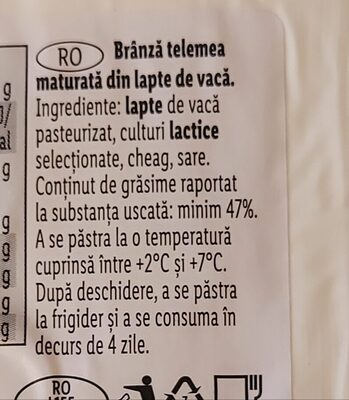 RO Brânză telemea
maturată din lapte de vacă.
Ingrediente: lapte de vacă
pasteurizat, culturi lactice
selecționate, cheag, sare.
Conținut de grăsime raportat
la substanța uscată: minim 47%.
A se păstra la o temperatură
cuprinsă între +2°C și +7°C.
După deschidere, a se păstra
la frigider și a se consuma în
decurs de 4 zile.
g
g
g
g
g
g
g
RO